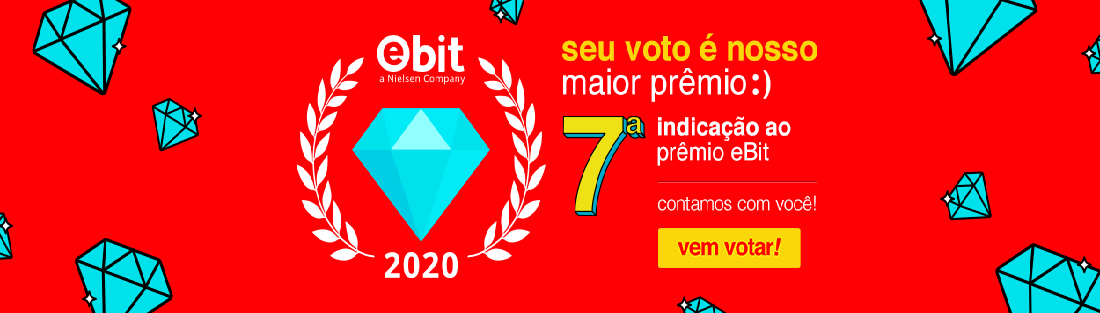 ebit
a Nielsen Company
2020
seu voto é nosso
maior prêmio:)
7ª
indicação ao
prêmio eBit
contamos com você!
vem votar!